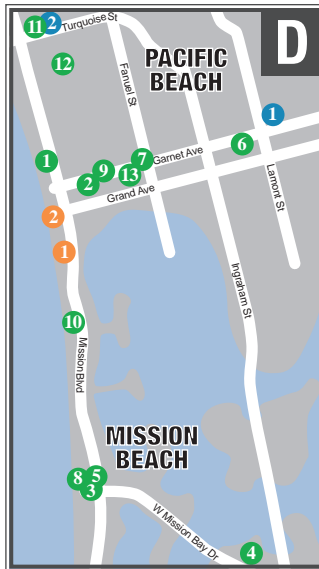 D
11
2
Turquoise St
12
PACIFIC
BEACH
Fanuel St
1
1
6
7
Garnet Ave
9
13
2
Grand Ave
Lamont St
2
1
Ingraham St
10
Mission Blvd
MISSION
BEACH
8
5
3
W Mission Bay Dr
4